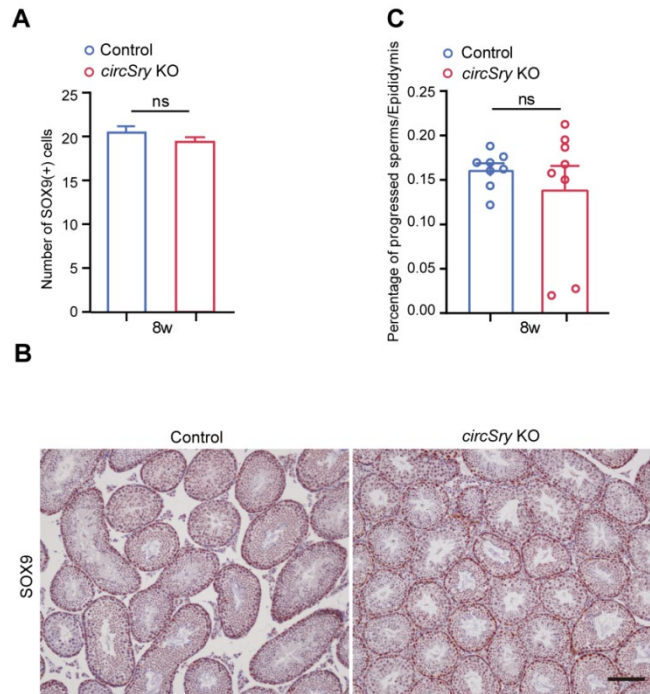 A
Control
circSry KO
ns
25
20
15
10
5
0
Number of SOX9(+) cells
8w
C
Control
circSry KO
ns
0.25
0.20
0.15
0.10
0.05
0.00
Percentage of progressed sperms/Epididymis
8w
B
Control
circSry KO
SOX9